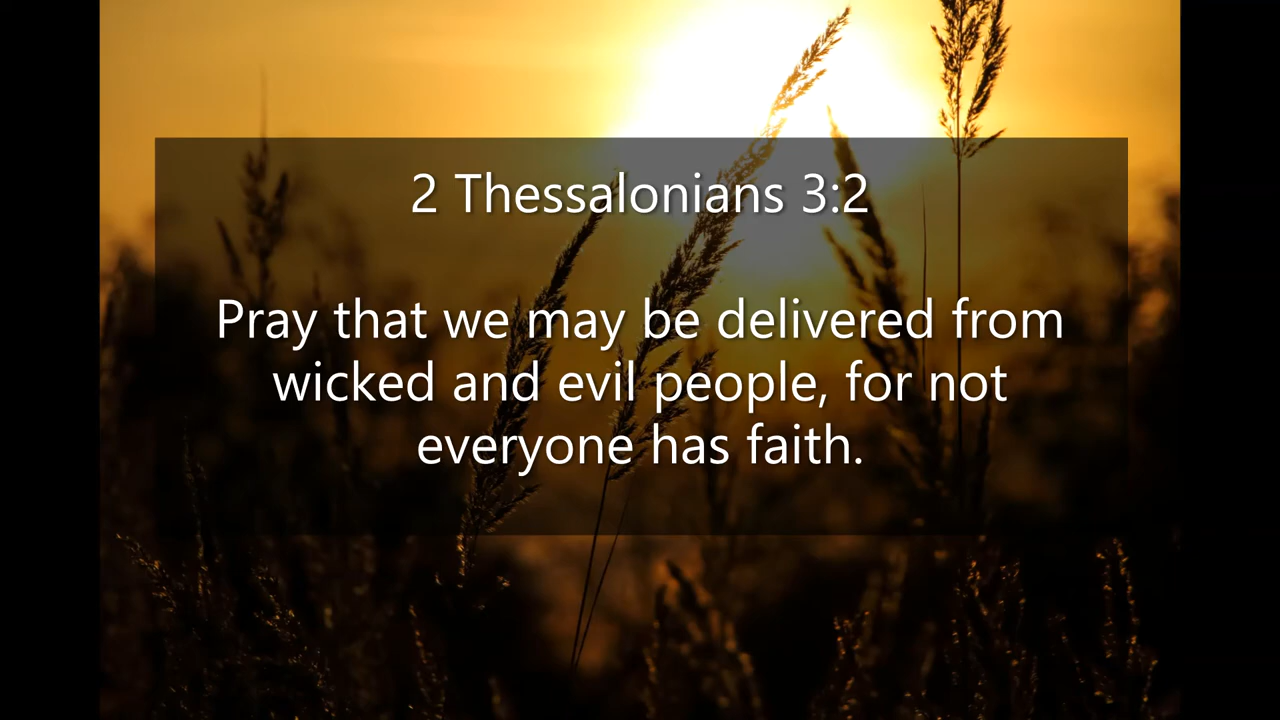 2 Thessalonians 3:2
Pray that we may be delivered from
wicked and evil people, for not
everyone has faith.